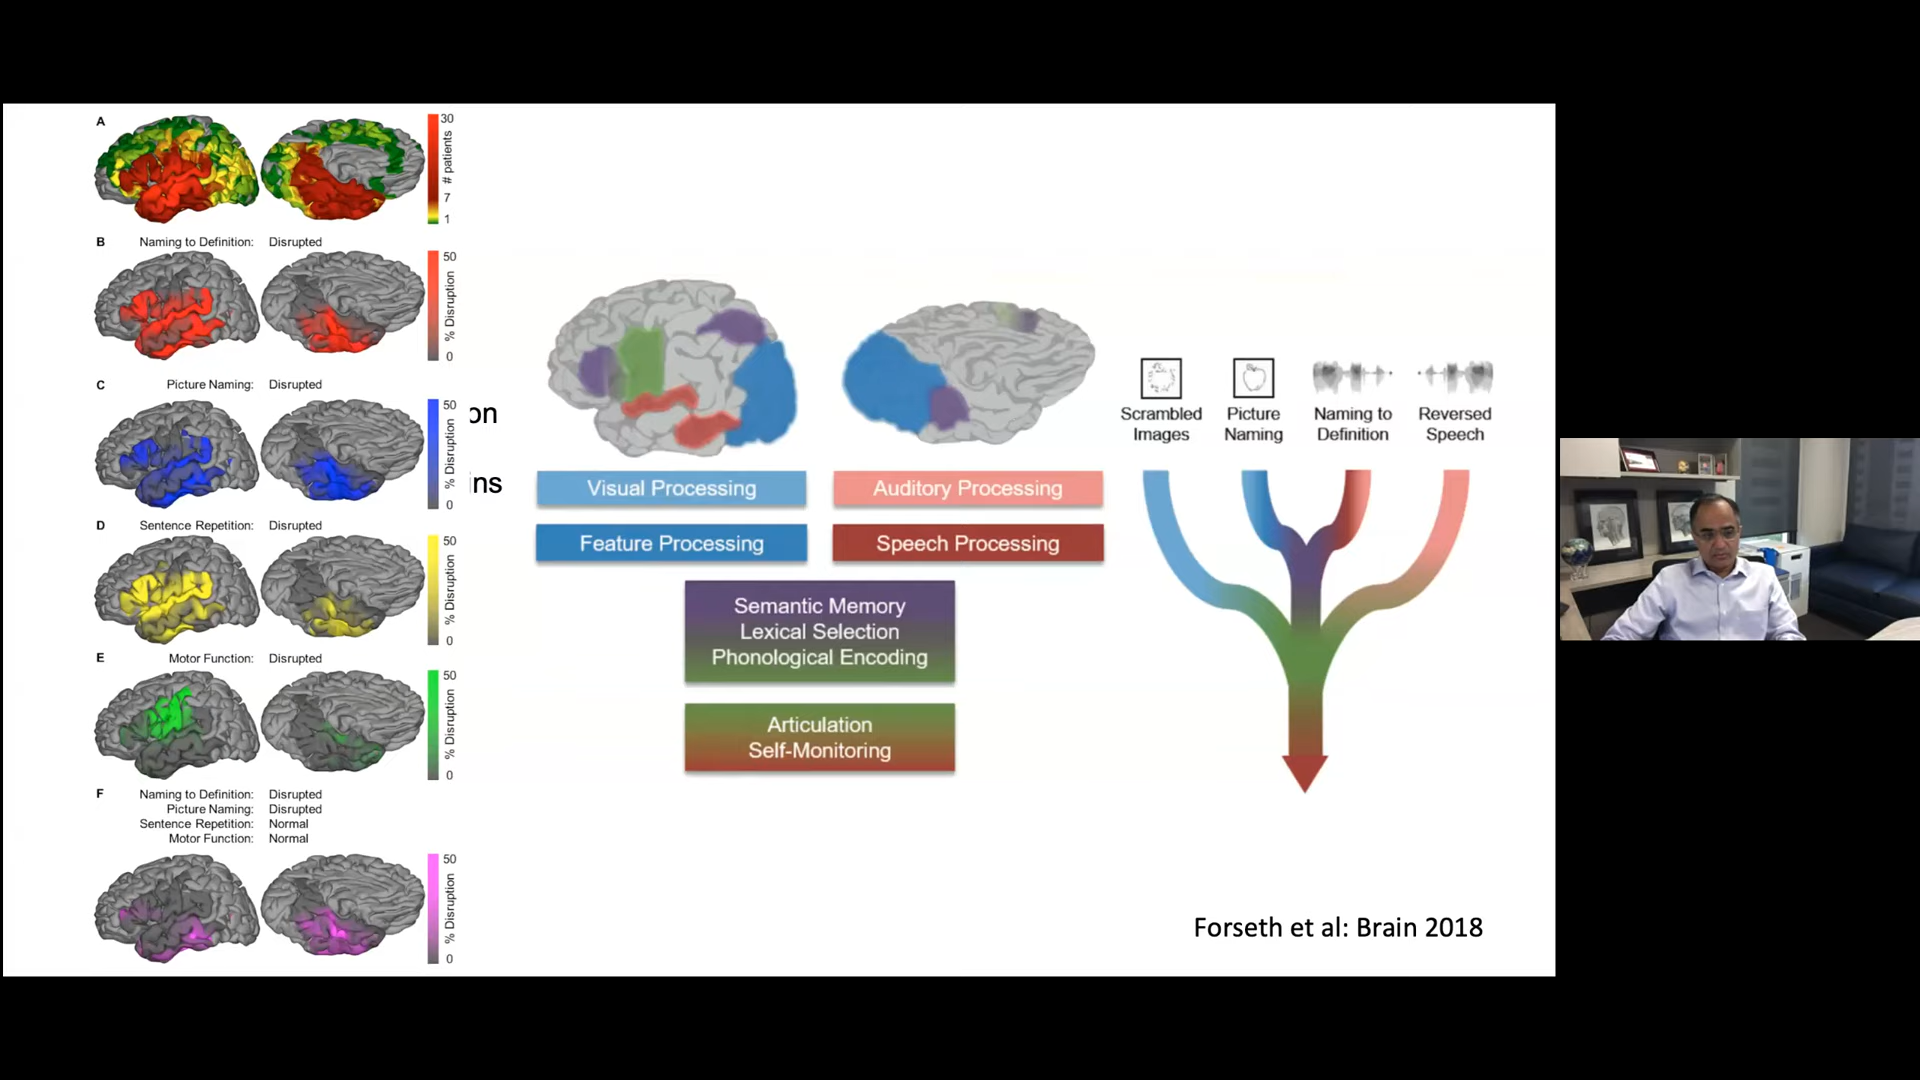 A
30
# patients
7
1
B Naming to Definition: Disrupted
50
% Disruption
0
C Picture Naming: Disrupted
50
% Disruption
0
D Sentence Repetition: Disrupted
50
% Disruption
0
E Motor Function: Disrupted
50
% Disruption
0
F Naming to Definition: Disrupted
Picture Naming: Disrupted
Sentence Repetition: Normal
Motor Function: Normal
50
% Disruption
0
on
ins
Visual Processing
Auditory Processing
Feature Processing
Speech Processing
Semantic Memory
Lexical Selection
Phonological Encoding
Articulation
Self-Monitoring
Scrambled
Images
Picture
Naming
Naming to
Definition
Reversed
Speech
Forseth et al: Brain 2018